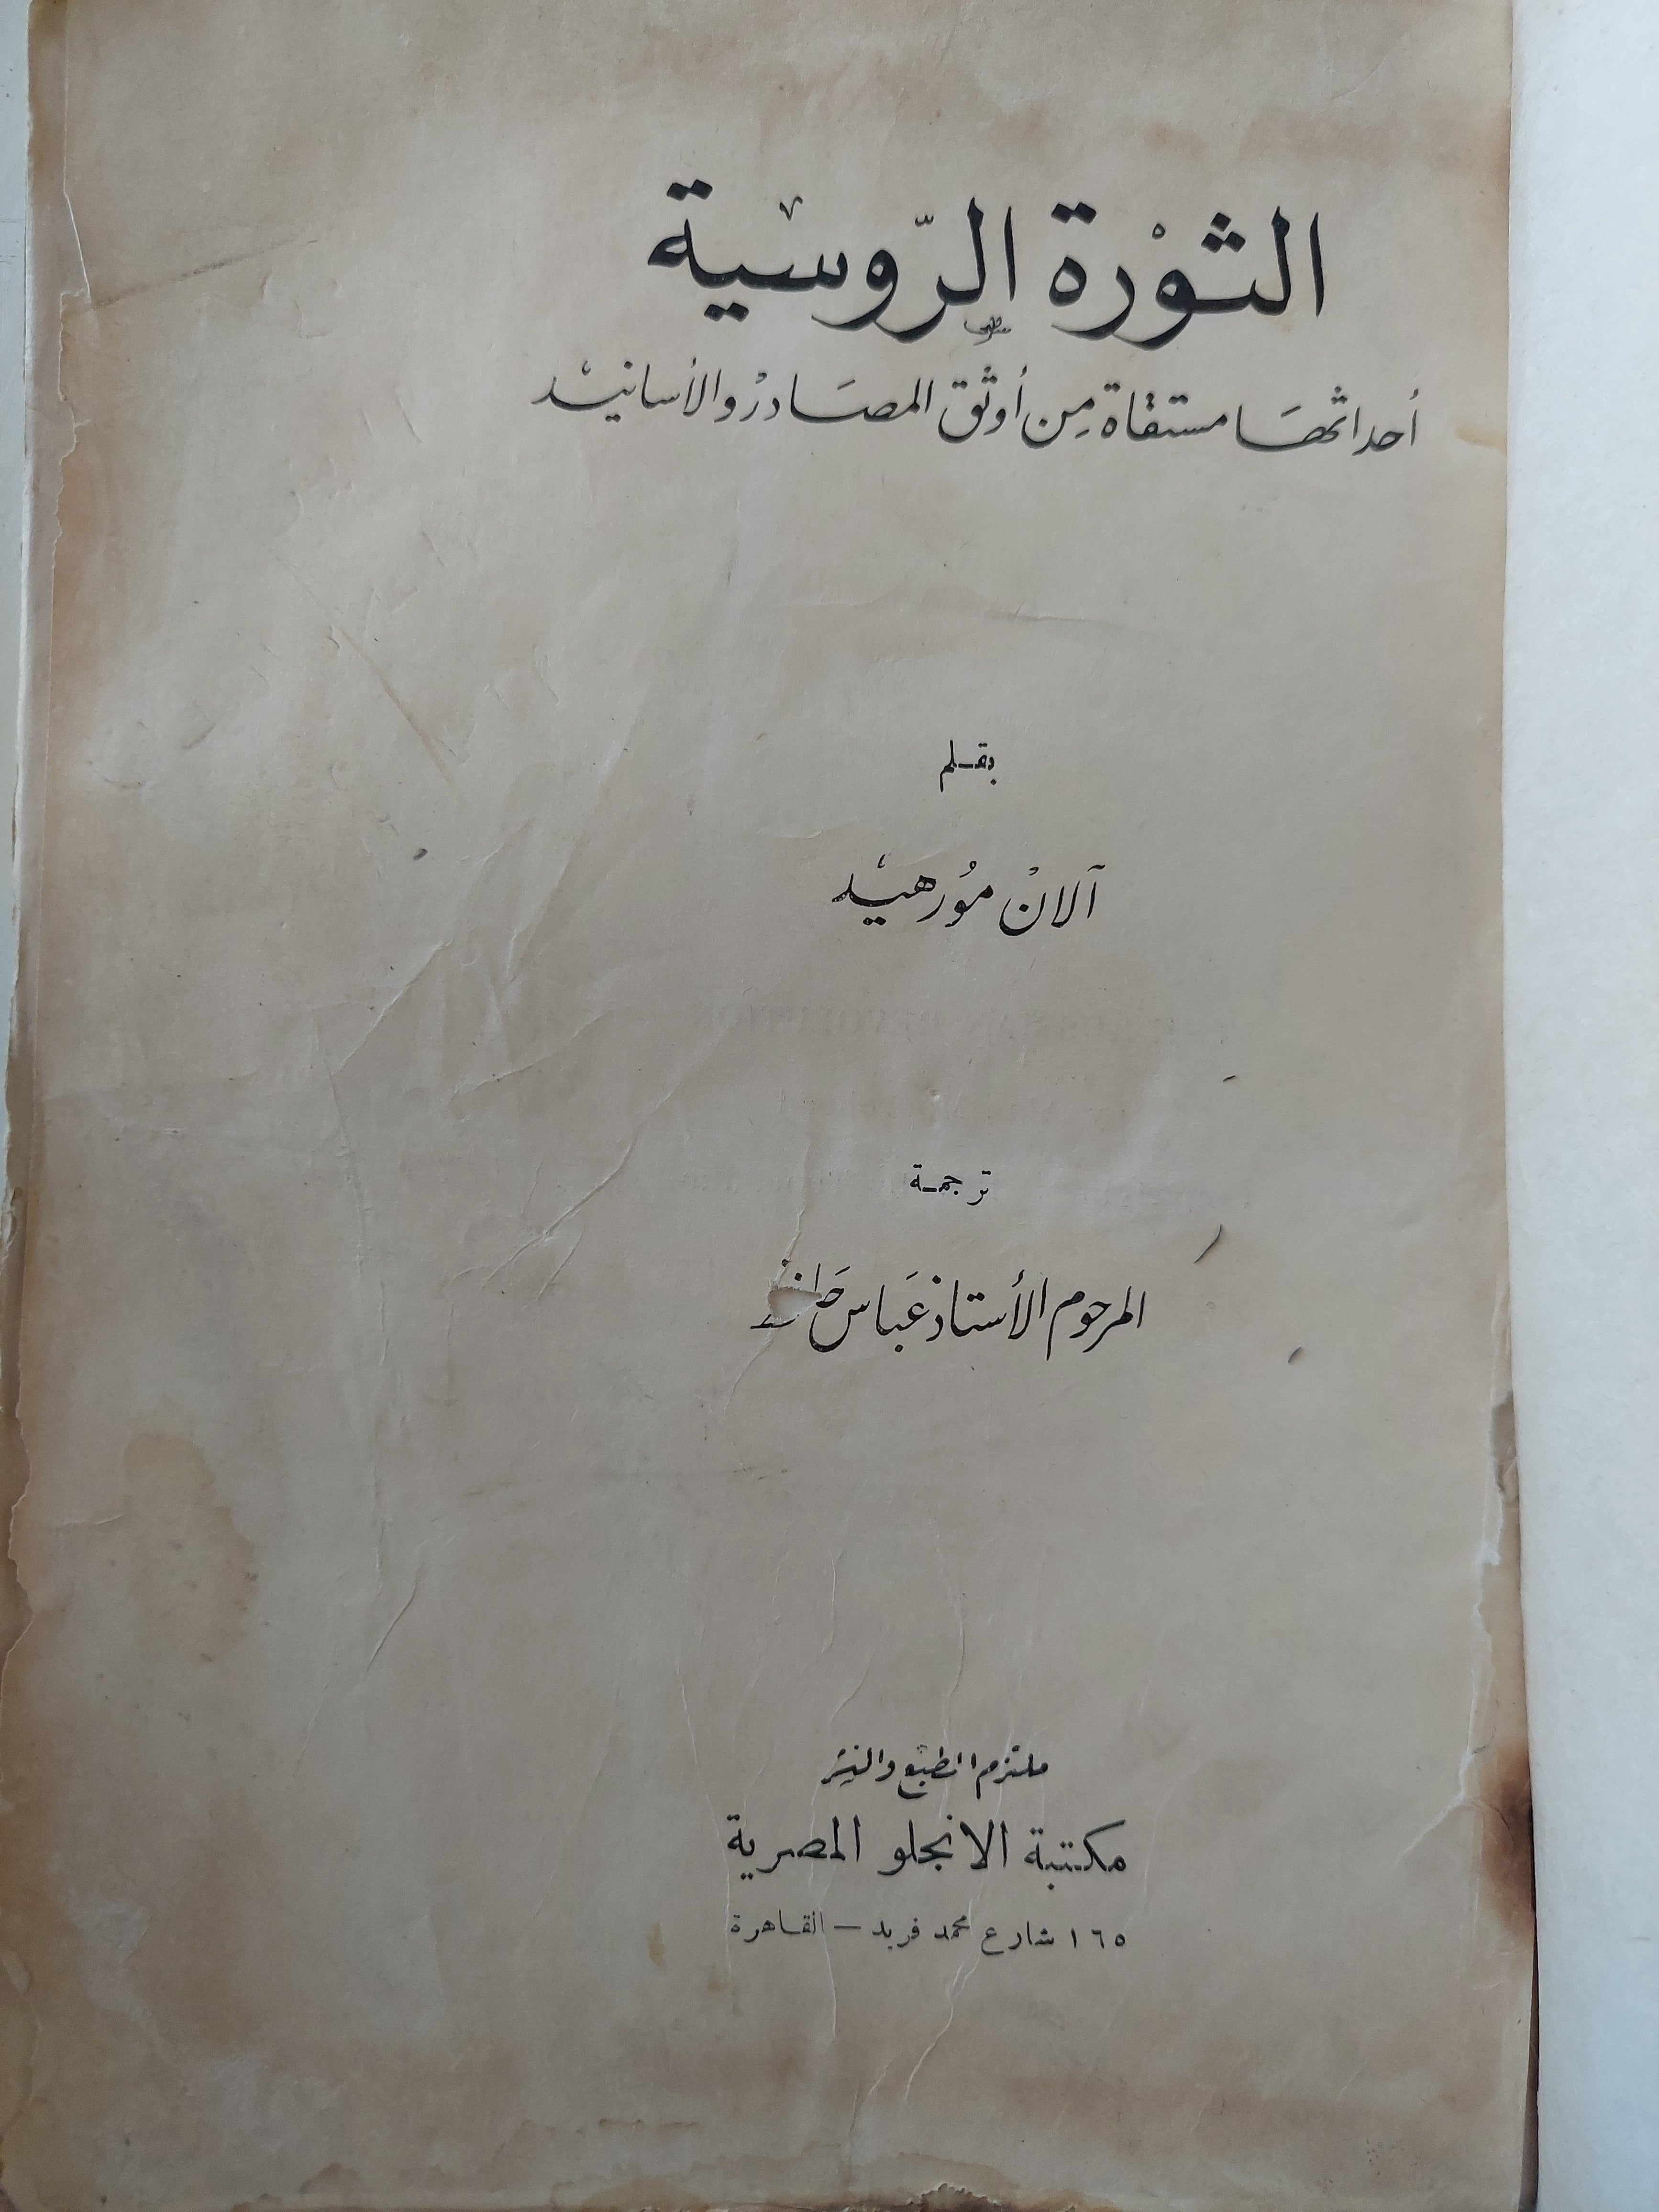 الثورة الروسية
أحداثها مستقاة من أوثق المصادر والأسانيد
بقلم
آلان مورهيد
ترجمة
المرحوم الأستاذ عباس
ملتزم الطبع والنشر
مكتبة الانجلو المصرية
١٦٥ شارع محمد فريد – القاهرة